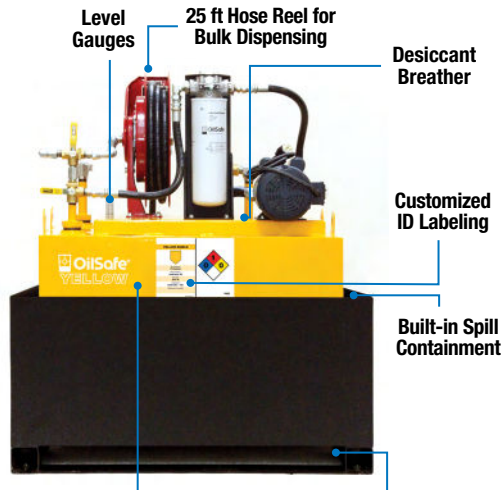 Level
Gauges
25 ft Hose Reel for
Bulk Dispensing
Desiccant
Breather
Customized
ID Labeling
Built-in Spill
Containment
OilSafe®
YELLOW
OilSafe